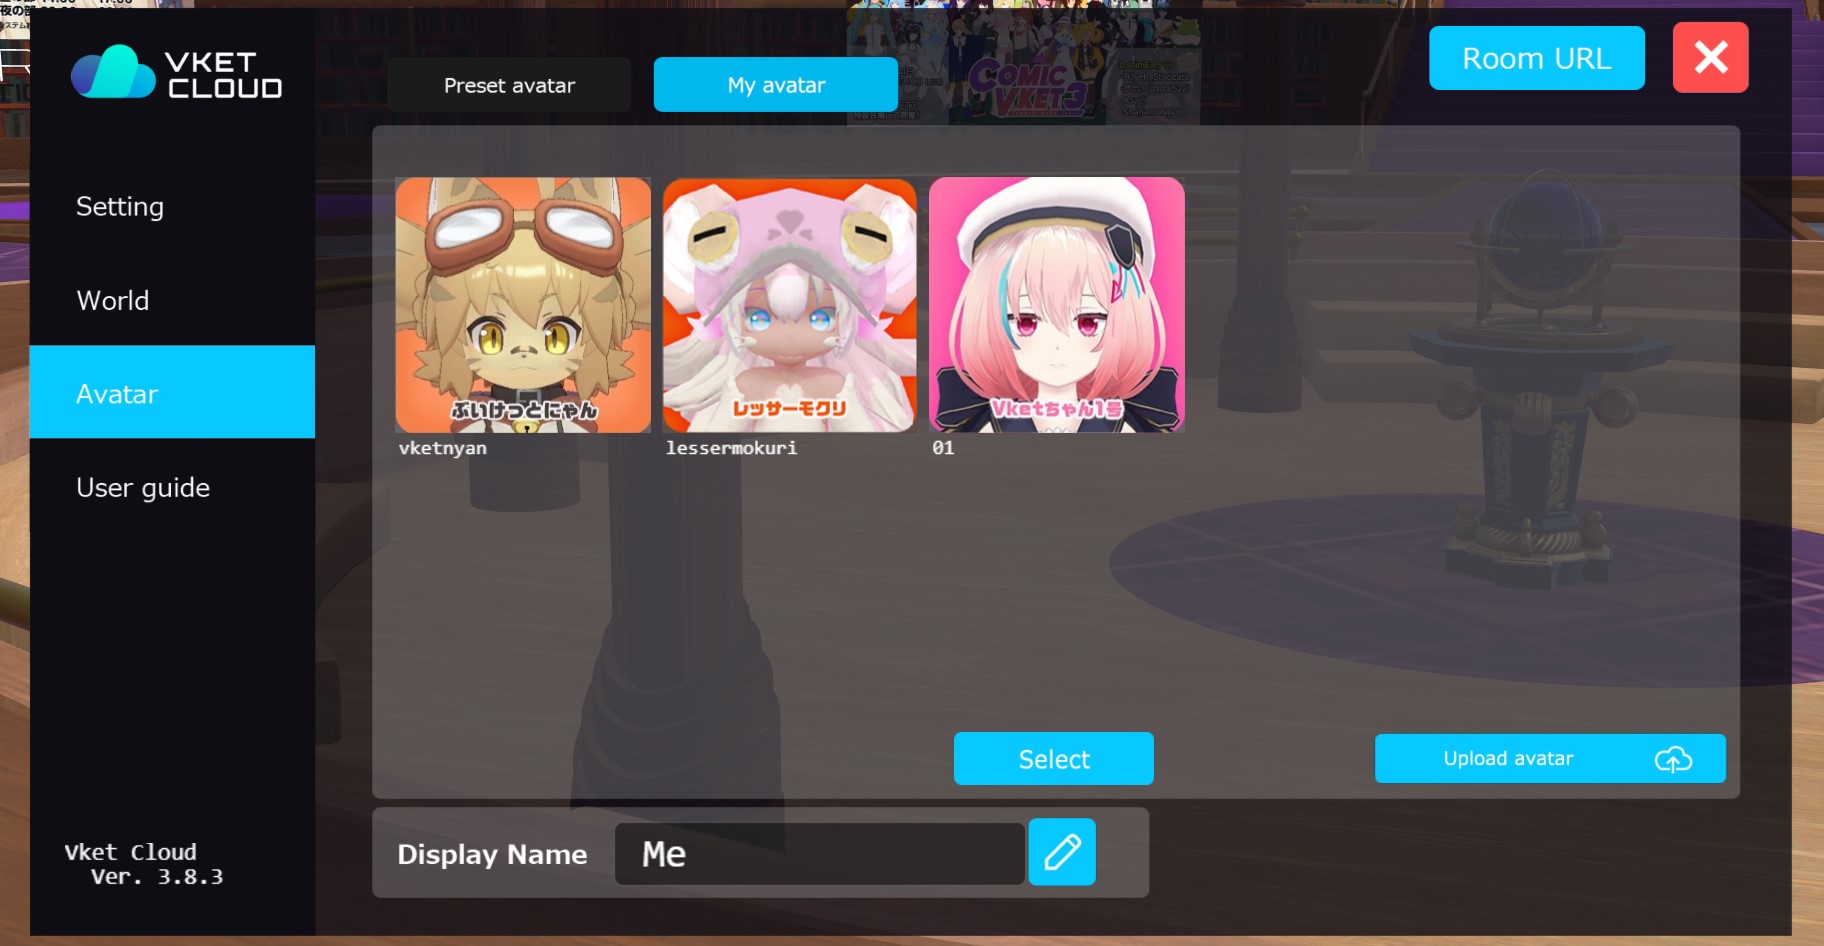 VKET
CLOUD
Preset avatar
My avatar
Room URL
COMIC
VKET3
Setting
World
Avatar
User guide
ぶいけっとにゃん
レッサーモクリ
Vketちゃん1号
vketnyan
lessermokuri
01
Select
Upload avatar
Display Name
Me
Vket Cloud
Ver. 3.8.3